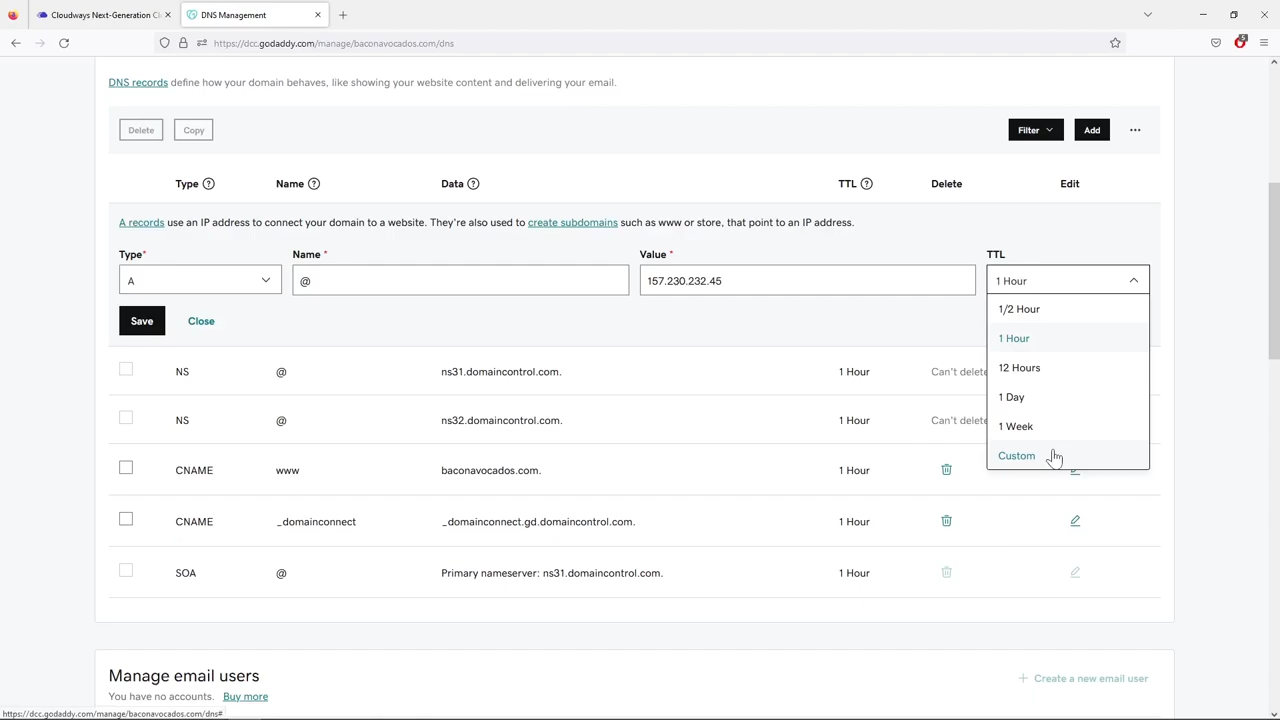 Cloudways Next-Generation Cl
DNS Management
https://dcc.godaddy.com/manage/baconavocados.com/dns
DNS records define how your domain behaves, like showing your website content and delivering your email.
Delete Copy Filter Add
Type Name Data TTL Delete Edit
A records use an IP address to connect your domain to a website. They're also used to create subdomains such as www or store, that point to an IP address.
Type* Name * Value * TTL
A @ 157.230.232.45 1 Hour
1/2 Hour
Save Close
1 Hour
12 Hours
NS @ ns31.domaincontrol.com. 1 Hour Can't delete
1 Day
NS @ ns32.domaincontrol.com. 1 Hour Can't delete
1 Week
Custom
CNAME www baconavocados.com. 1 Hour
CNAME _domainconnect _domainconnect.gd.domaincontrol.com. 1 Hour
SOA @ Primary nameserver: ns31.domaincontrol.com. 1 Hour
Manage email users
Create a new email user
You have no accounts. Buy more
https://dcc.godaddy.com/manage/baconavocados.com/dns#